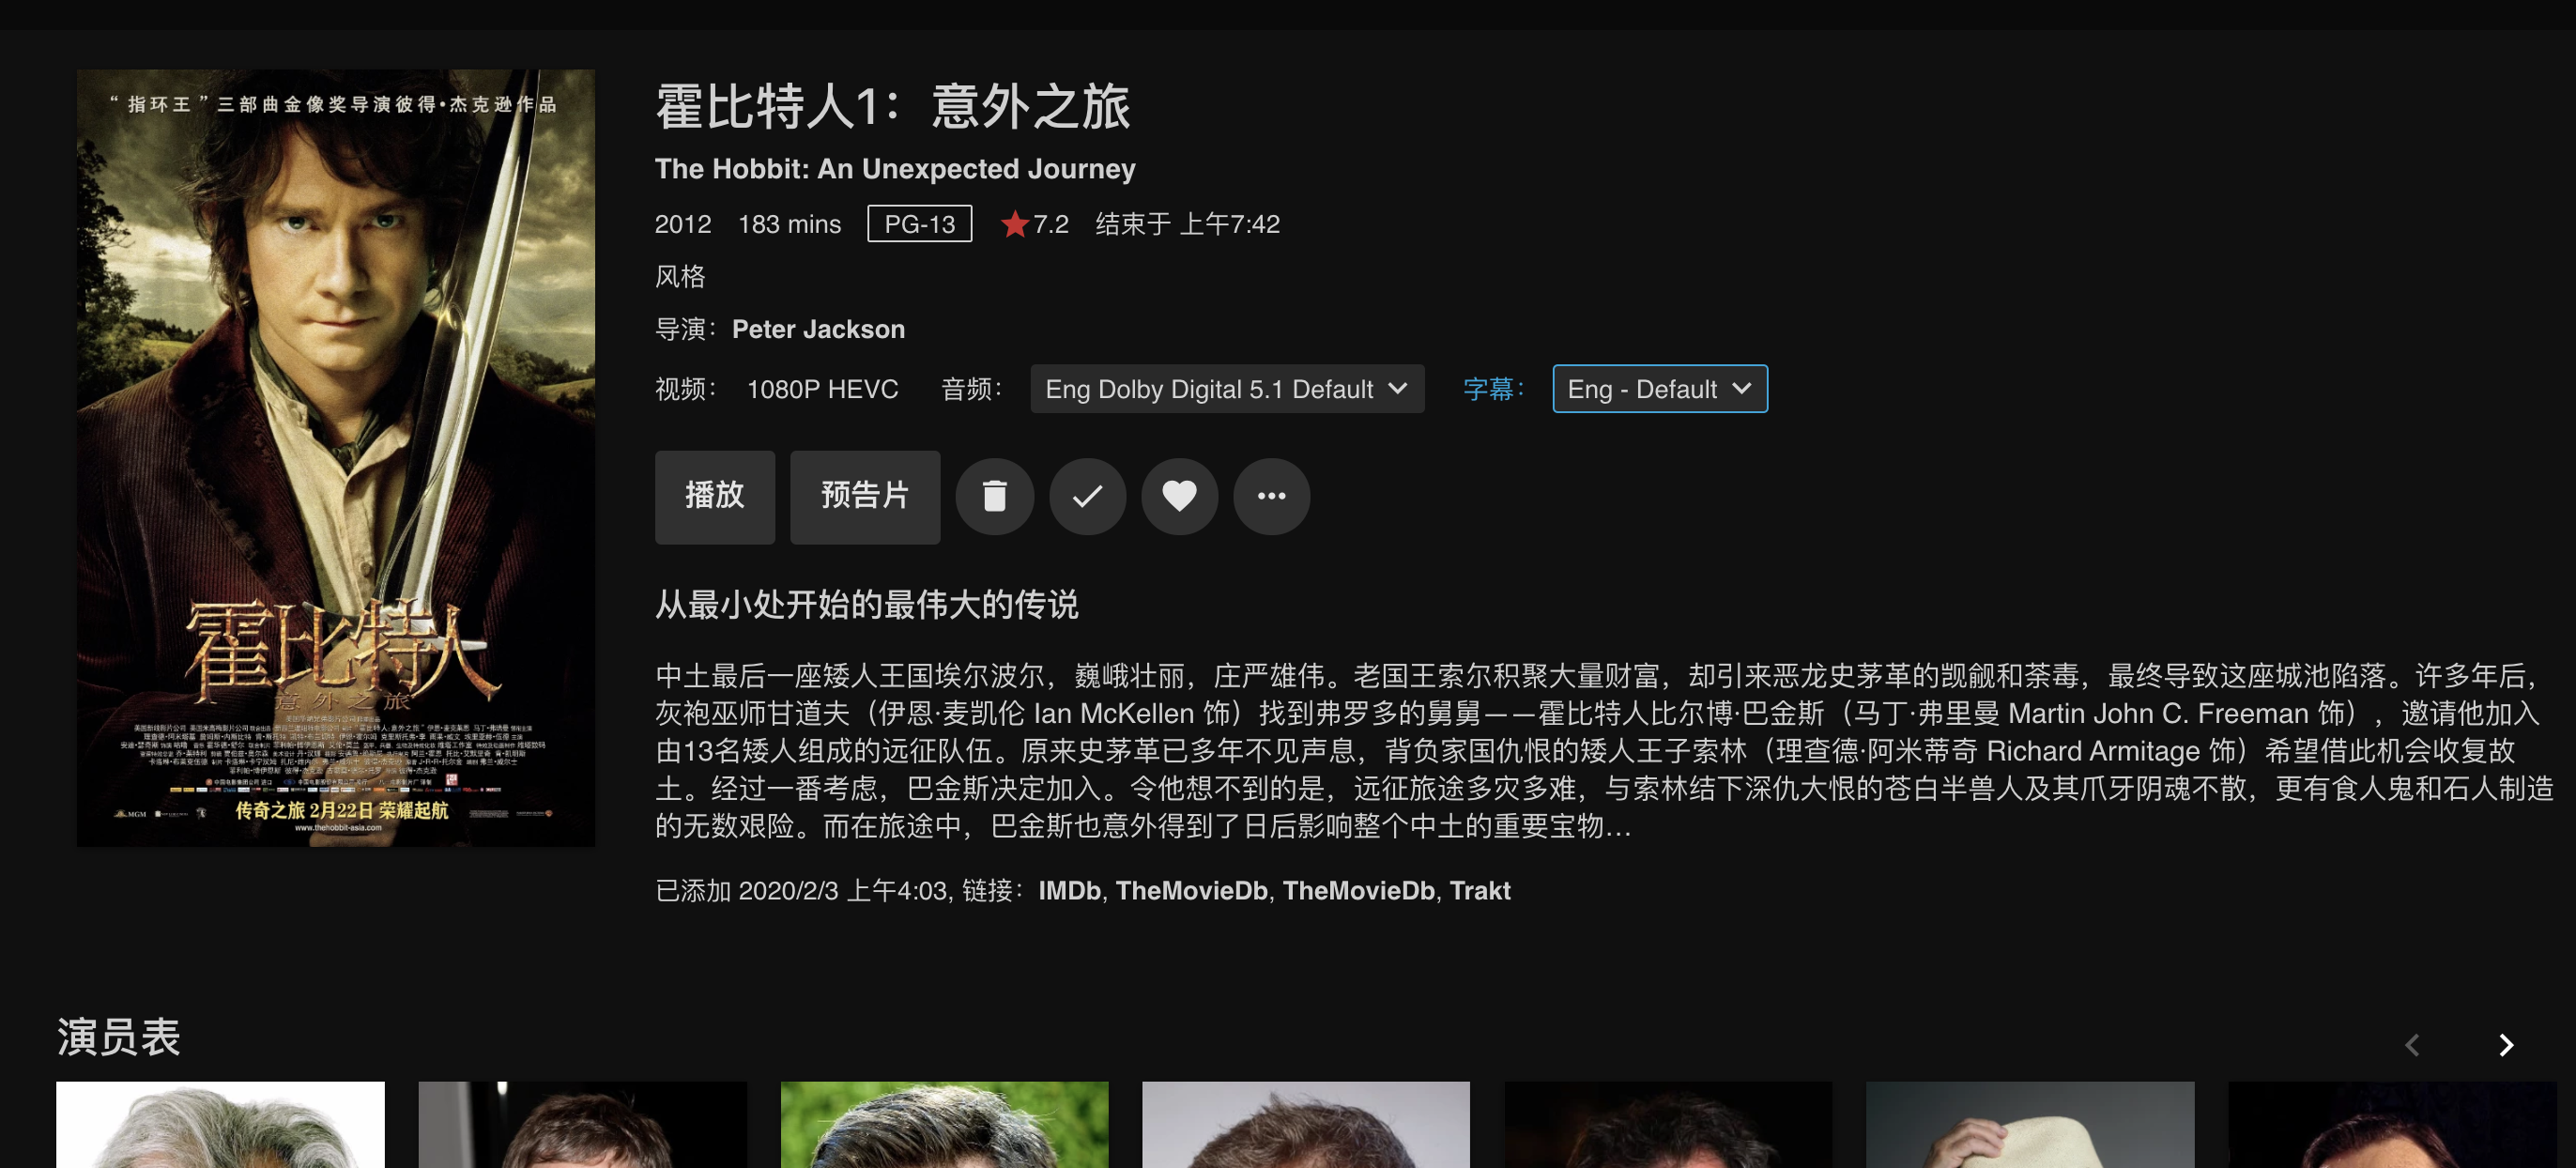 “指环王”三部曲金像奖导演彼得·杰克逊作品
霍比特人
意外之旅
传奇之旅 2月22日 荣耀起航
www.thehobbit-asia.com
MGM
霍比特人1：意外之旅
The Hobbit: An Unexpected Journey
2012 183 mins PG-13 7.2 结束于 上午7:42
风格
导演： Peter Jackson
视频： 1080P HEVC 音频： Eng Dolby Digital 5.1 Default 字幕： Eng - Default
播放 预告片
从最小处开始的最伟大的传说
中土最后一座矮人王国埃尔波尔，巍峨壮丽，庄严雄伟。老国王索尔积聚大量财富，却引来恶龙史茅革的觊觎和荼毒，最终导致这座城池陷落。许多年后，
灰袍巫师甘道夫（伊恩·麦凯伦 Ian McKellen 饰）找到弗罗多的舅舅——霍比特人比尔博·巴金斯（马丁·弗里曼 Martin John C. Freeman 饰），邀请他加入
由13名矮人组成的远征队伍。原来史茅革已多年不见声息，背负家国仇恨的矮人王子索林（理查德·阿米蒂奇 Richard Armitage 饰）希望借此机会收复故
土。经过一番考虑，巴金斯决定加入。令他想不到的是，远征旅途多灾多难，与索林结下深仇大恨的苍白半兽人及其爪牙阴魂不散，更有食人鬼和石人制造
的无数艰险。而在旅途中，巴金斯也意外得到了日后影响整个中土的重要宝物…
已添加 2020/2/3 上午4:03, 链接： IMDb, TheMovieDb, TheMovieDb, Trakt
演员表